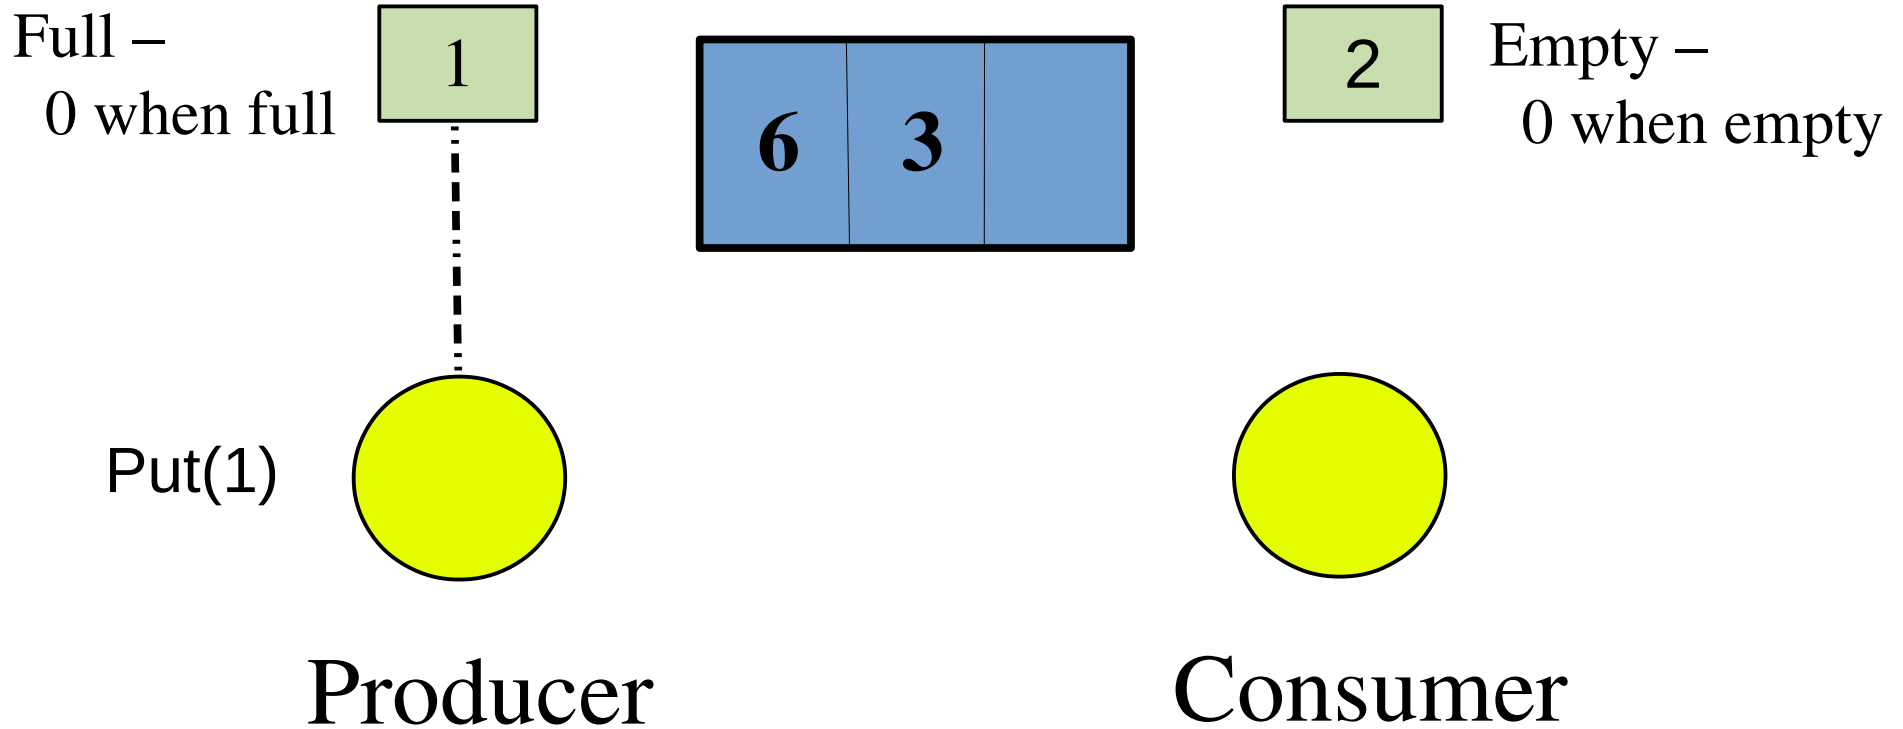 Full –
0 when full
1
6 3
2
Empty –
0 when empty
Put(1)
Producer
Consumer